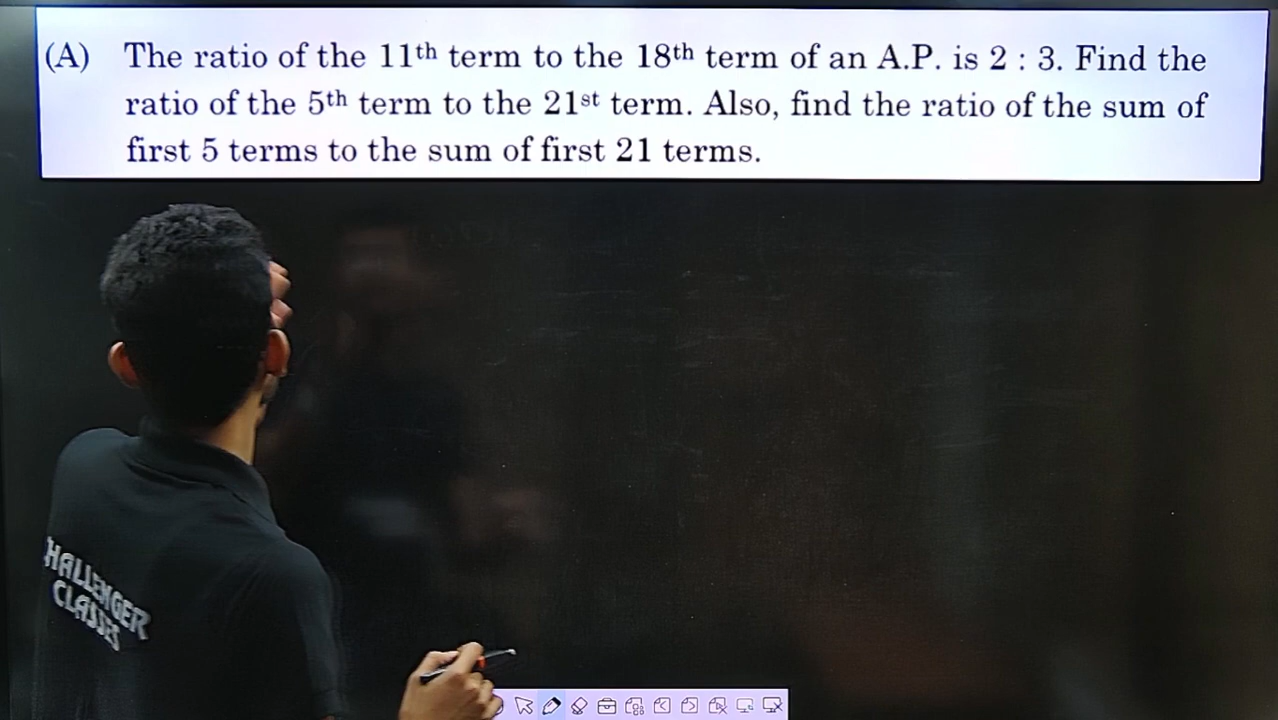 (A) The ratio of the 11th term to the 18th term of an A.P. is 2 : 3. Find the
ratio of the 5th term to the 21st term. Also, find the ratio of the sum of
first 5 terms to the sum of first 21 terms.
HALLENGER
CLASSES